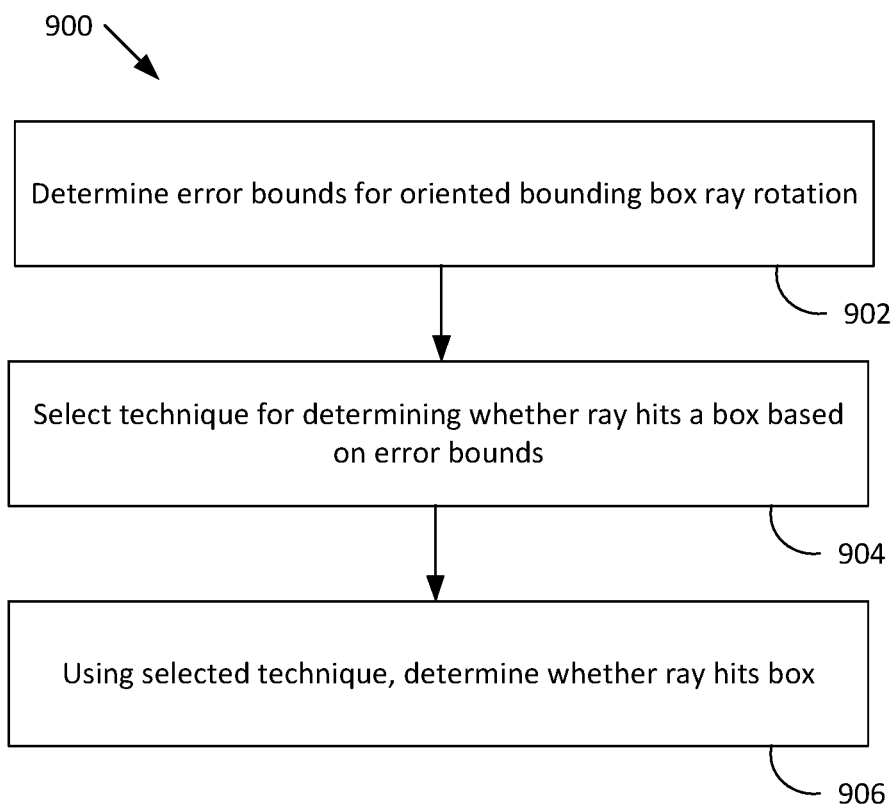 900
Determine error bounds for oriented bounding box ray rotation
902
Select technique for determining whether ray hits a box based
on error bounds
904
Using selected technique, determine whether ray hits box
906